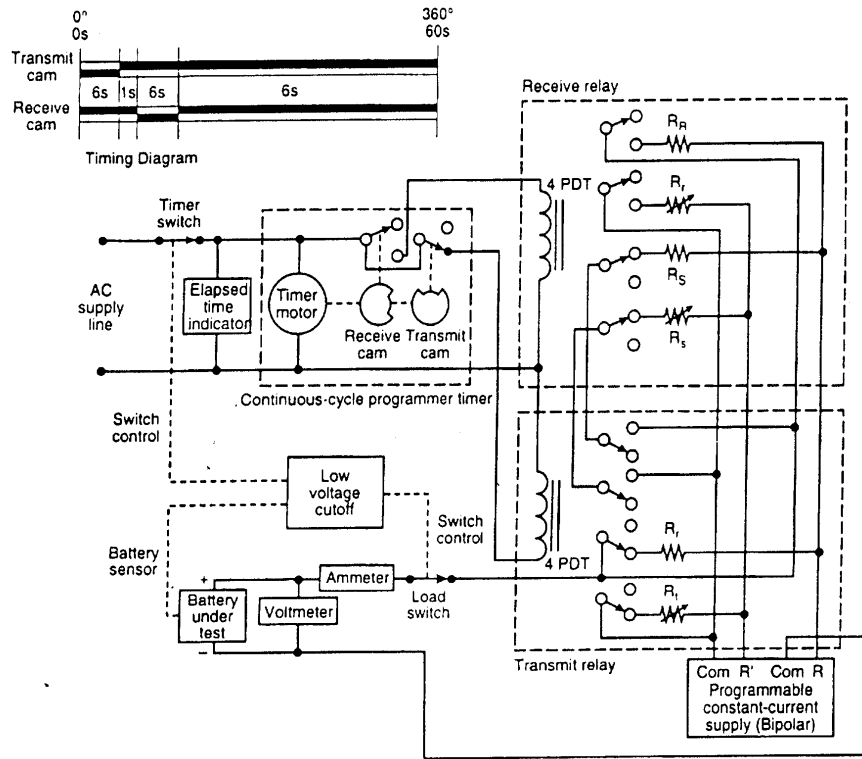 0° 360°
0s 60s
Transmit cam
6s 1s 6s 6s
Receive cam
Timing Diagram
Receive relay
R_R
4 PDT
R_r
R_S
R_s
Timer switch
AC supply line
Elapsed time indicator
Timer motor
Receive cam
Transmit cam
Continuous-cycle programmer timer
Switch control
Low voltage cutoff
Battery sensor
Switch control
4 PDT
R_r
R_t
Transmit relay
+
Battery under test
–
Voltmeter
Ammeter
Load switch
Com R' Com R
Programmable constant-current supply (Bipolar)